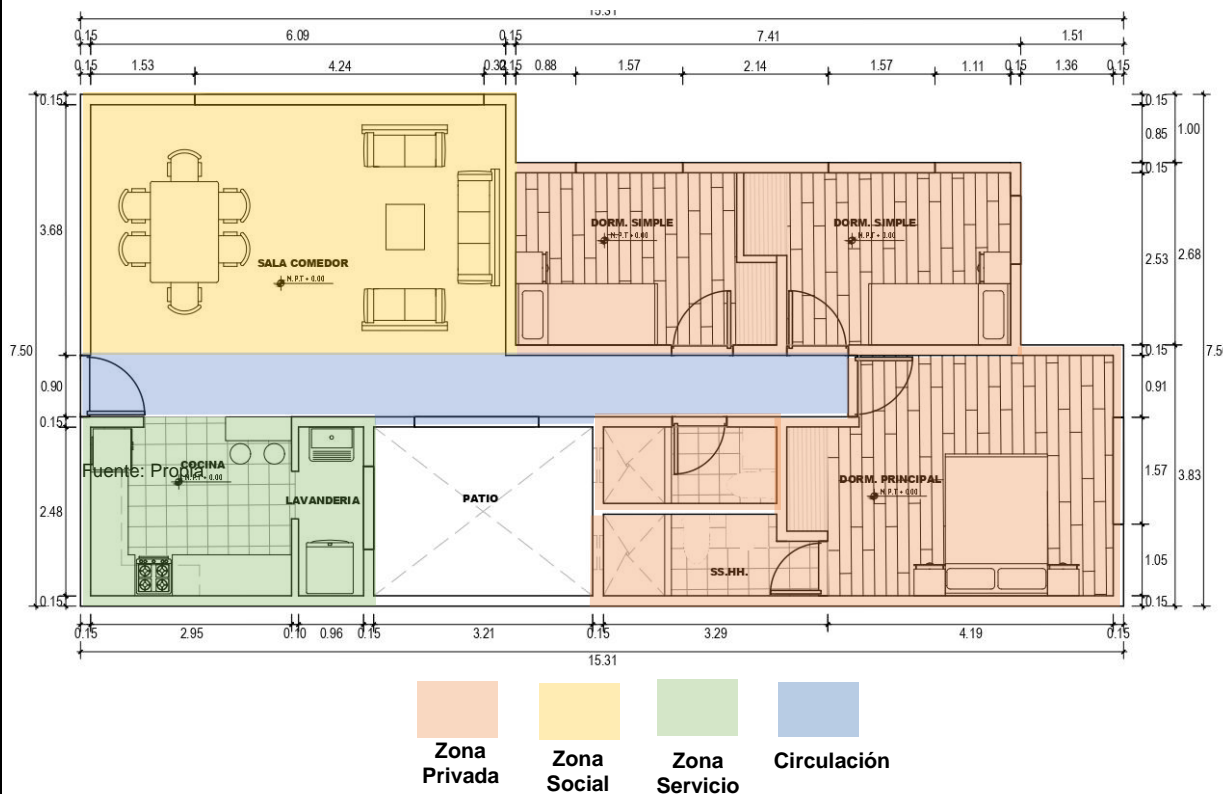 15.31
0.15 6.09 0.15 7.41 1.51
0.15 1.53 4.24 0.32 0.15 0.88 1.57 2.14 1.57 1.11 0.15 1.36 0.15
0.15 0.15
0.85 1.00
0.15
DORM. SIMPLE DORM. SIMPLE
N.P.T + 0.00
3.68
SALA COMEDOR
N.P.T + 0.00
2.53 2.68
7.50 0.15 7.5
0.90 0.91
0.15 0.15
COCINA
N.P.T + 0.00
Fuente: Propia
LAVANDERIA PATIO
DORM. PRINCIPAL
N.P.T + 0.00
1.57 3.83
2.48
SS.HH.
1.05
0.15 0.15
0.15 2.95 0.10 0.96 0.15 3.21 0.15 3.29 4.19 0.15
15.31
Zona
Privada
Zona
Social
Zona
Servicio
Circulación